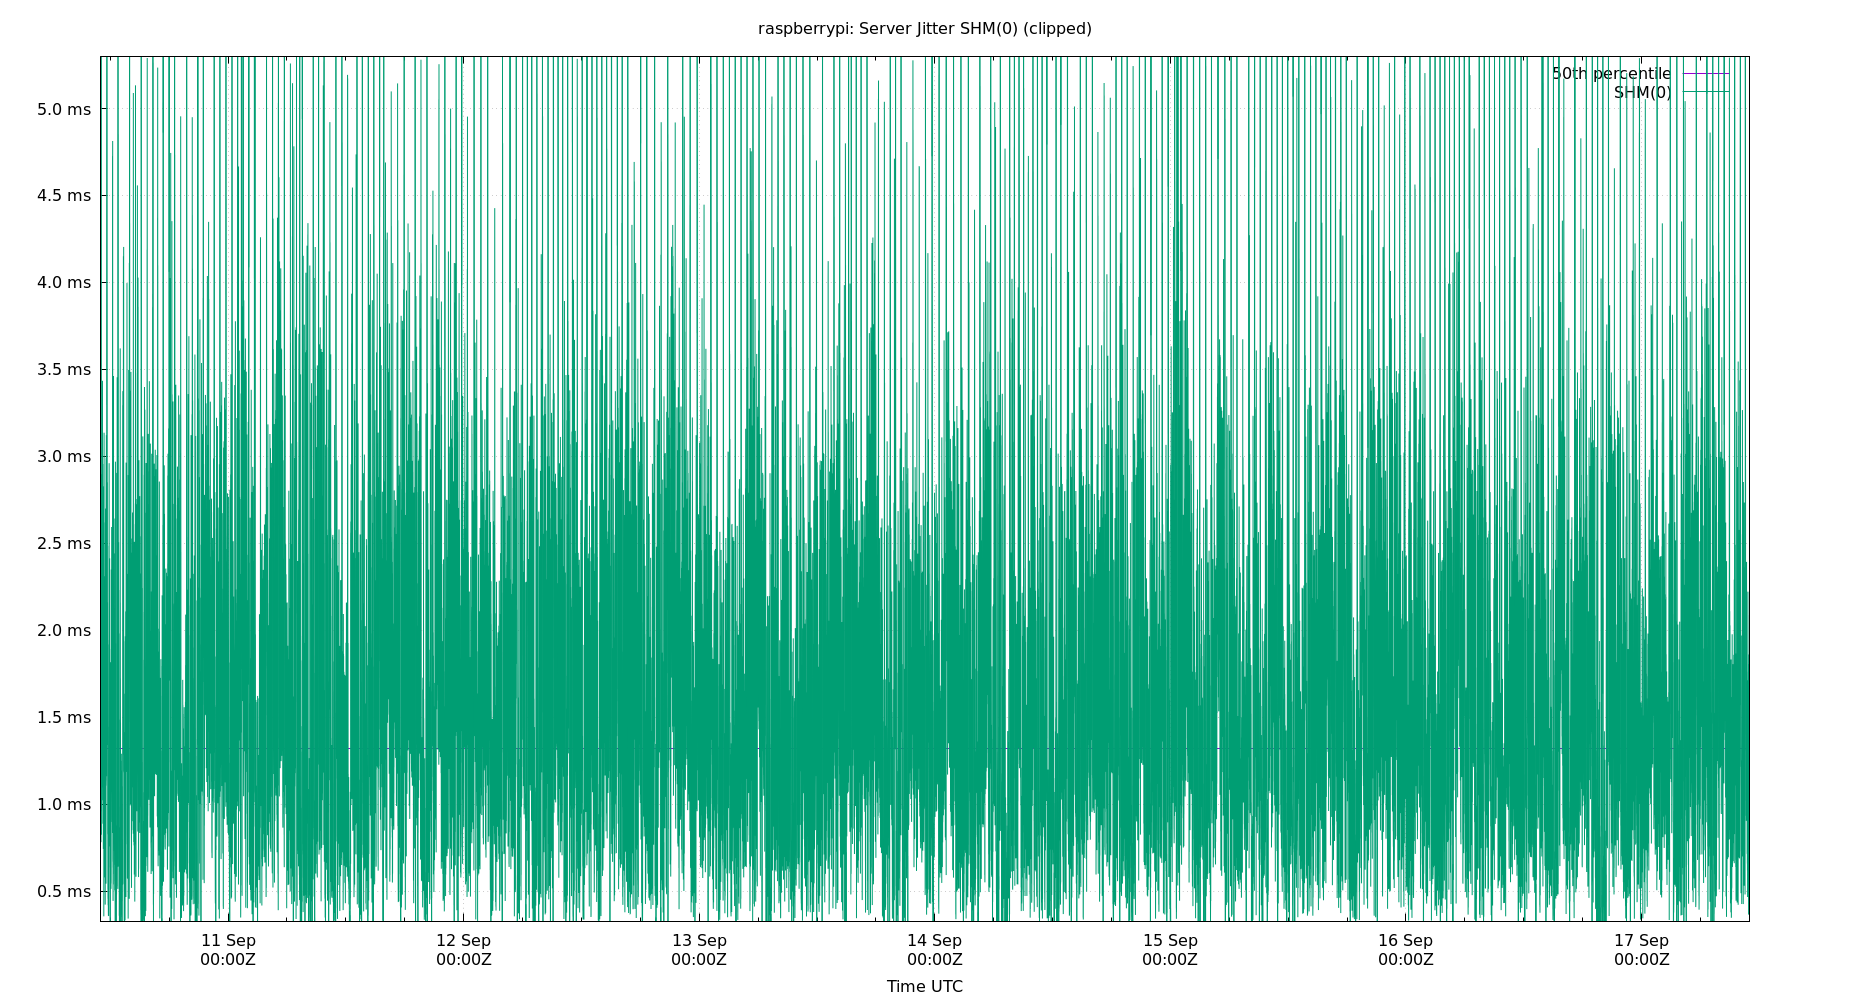 raspberrypi: Server Jitter SHM(0) (clipped)
50th percentile
SHM(0)
5.0 ms
4.5 ms
4.0 ms
3.5 ms
3.0 ms
2.5 ms
2.0 ms
1.5 ms
1.0 ms
0.5 ms
11 Sep 12 Sep 13 Sep 14 Sep 15 Sep 16 Sep 17 Sep
00:00Z 00:00Z 00:00Z 00:00Z 00:00Z 00:00Z 00:00Z
Time UTC